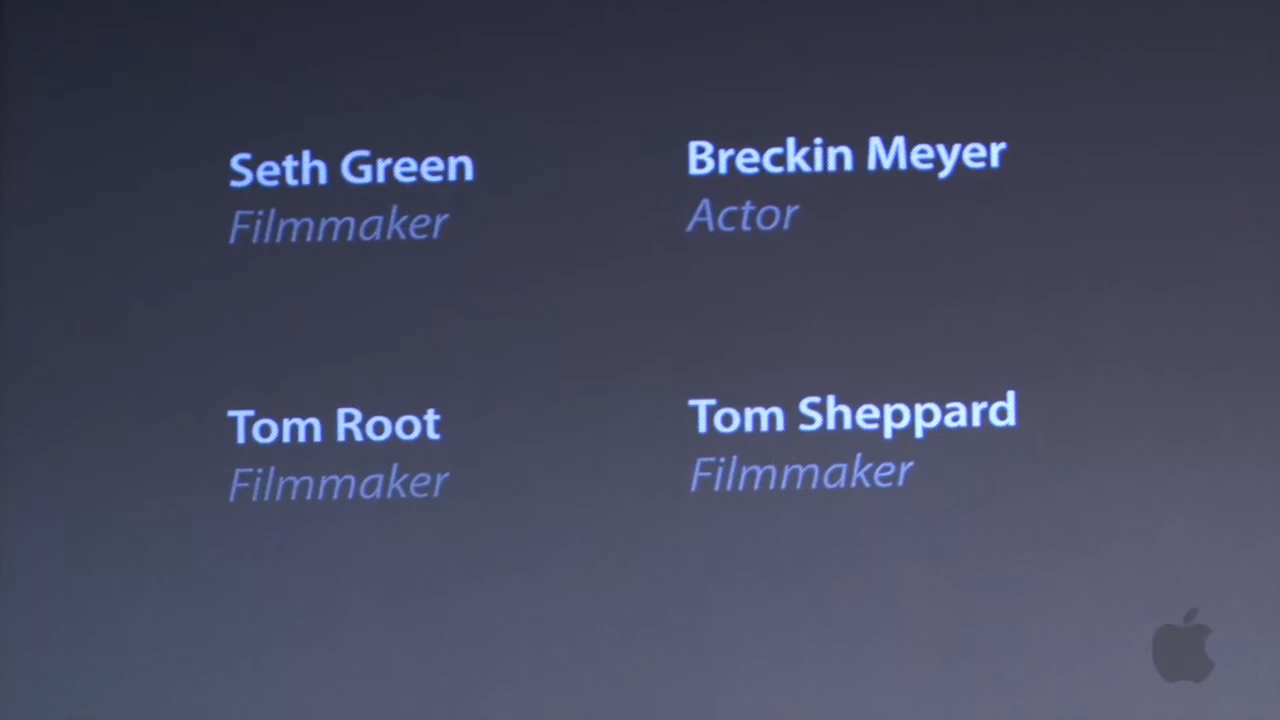 Seth Green
Filmmaker
Breckin Meyer
Actor
Tom Root
Filmmaker
Tom Sheppard
Filmmaker